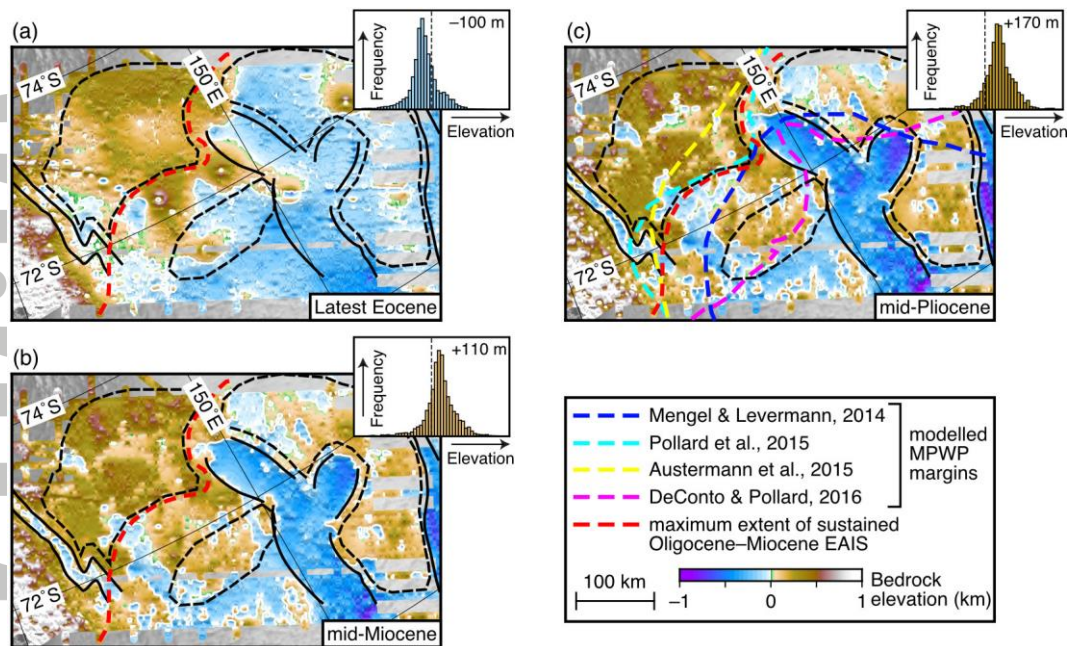 (a)
−100 m
Frequency
Elevation
74°S
150°E
72°S
Latest Eocene
(b)
+110 m
Frequency
Elevation
74°S
150°E
72°S
mid-Miocene
(c)
+170 m
Frequency
Elevation
74°S
150°E
72°S
mid-Pliocene
Mengel & Levermann, 2014
Pollard et al., 2015
Austermann et al., 2015
DeConto & Pollard, 2016
modelled
MPWP
margins
maximum extent of sustained
Oligocene–Miocene EAIS
100 km
−1 0 1
Bedrock
elevation (km)